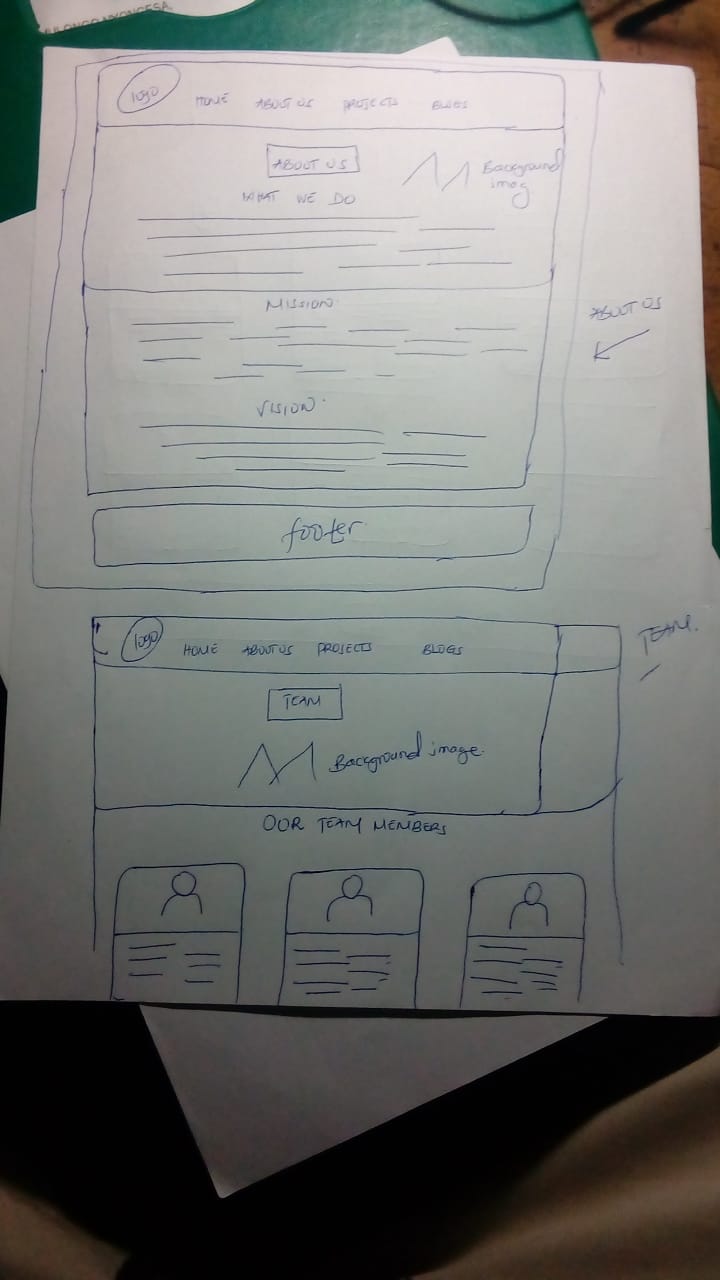 logo HOME ABOUT US PROJECTS BLOGS
ABOUT US
Background
imag
WHAT WE DO
MISSION.
ABOUT US
VISION.
footer
logo HOME ABOUT US PROJECTS BLOGS
TEAM.
TEAM
Background image.
OUR TEAM MEMBERS